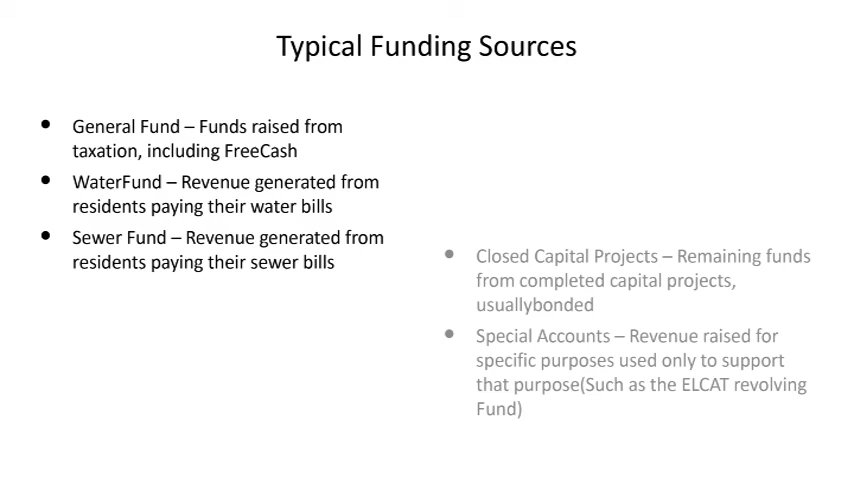 Typical Funding Sources
• General Fund – Funds raised from
taxation, including FreeCash
• WaterFund – Revenue generated from
residents paying their water bills
• Sewer Fund – Revenue generated from
residents paying their sewer bills
• Closed Capital Projects – Remaining funds
from completed capital projects,
usuallybonded
• Special Accounts – Revenue raised for
specific purposes used only to support
that purpose(Such as the ELCAT revolving
Fund)